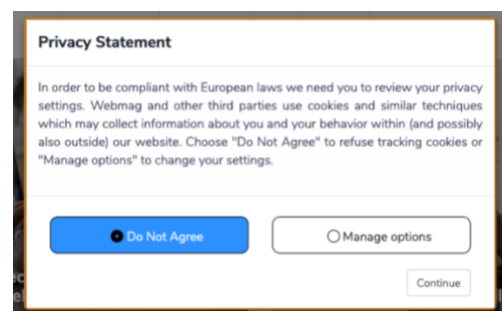 Privacy Statement
In order to be compliant with European laws we need you to review your privacy
settings. Webmag and other third parties use cookies and similar techniques
which may collect information about you and your behavior within (and possibly
also outside) our website. Choose "Do Not Agree" to refuse tracking cookies or
"Manage options" to change your settings.
Do Not Agree
Manage options
Continue